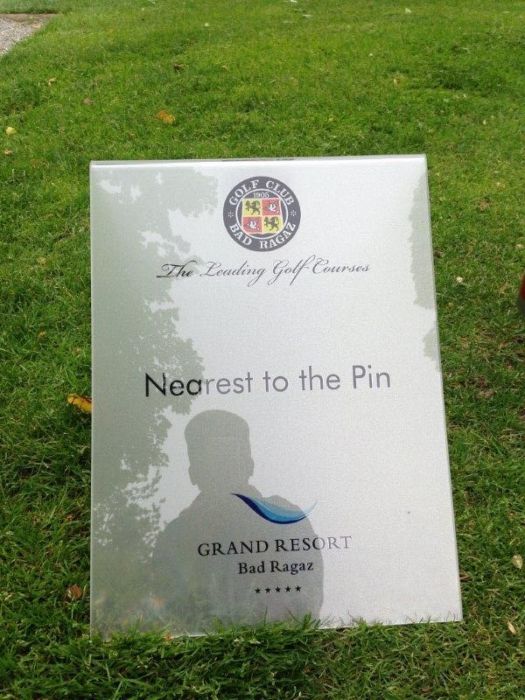 GOLF CLUB
1905
BAD RAGAZ
The Leading Golf Courses
Nearest to the Pin
GRAND RESORT
Bad Ragaz
★★★★★